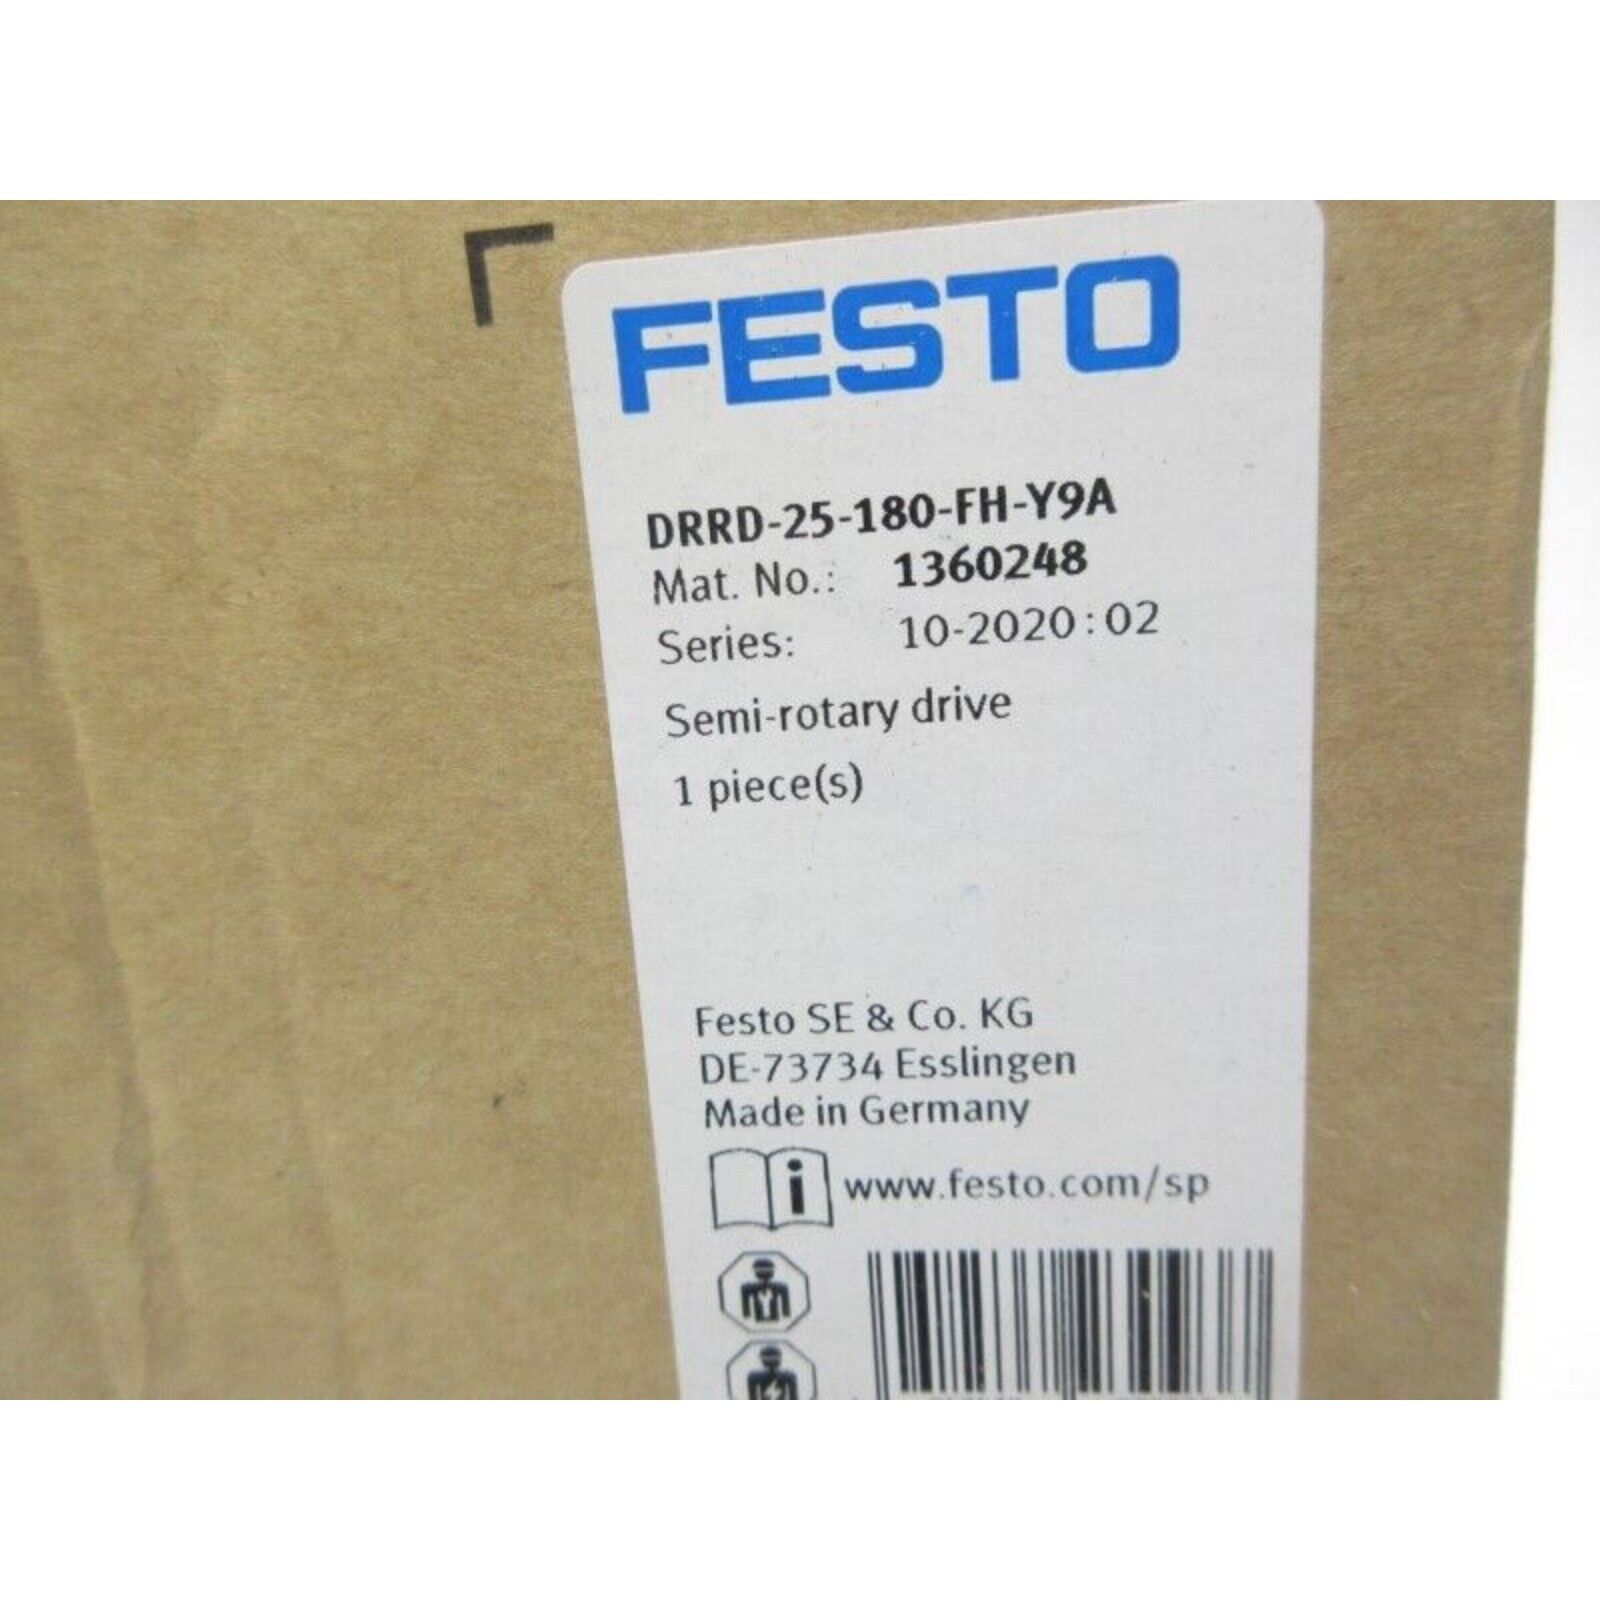 FESTO
DRRD-25-180-FH-Y9A
Mat. No.: 1360248
Series: 10-2020:02
Semi-rotary drive
1 piece(s)
Festo SE & Co. KG
DE-73734 Esslingen
Made in Germany
i www.festo.com/sp